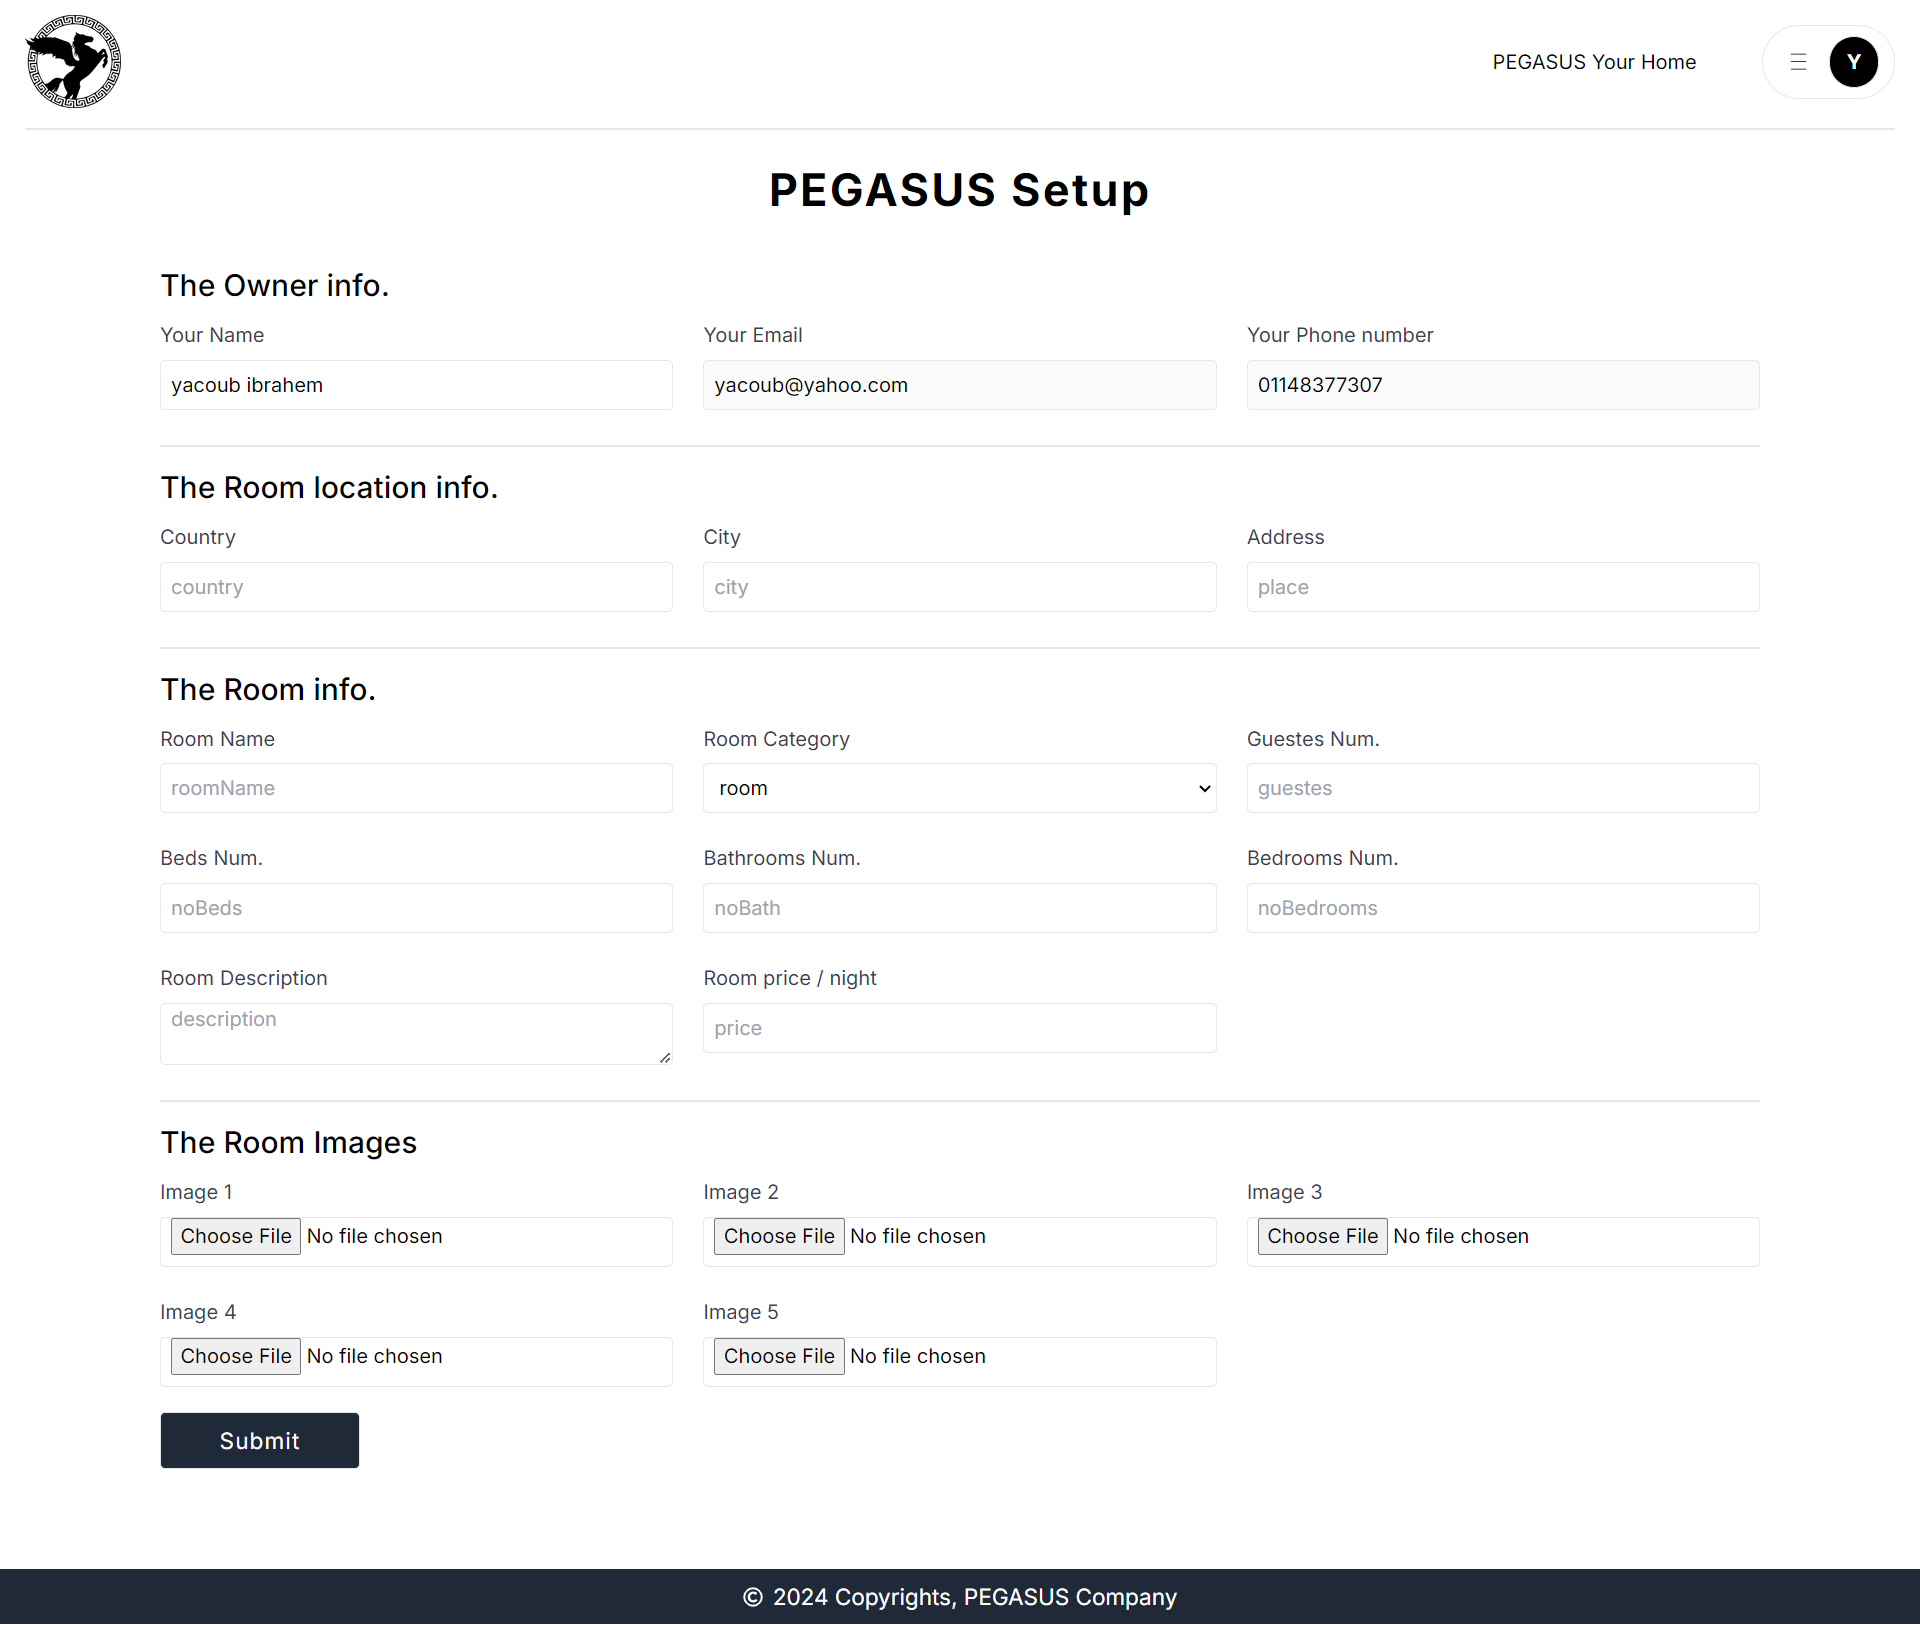 PEGASUS Your Home
Y
PEGASUS Setup
The Owner info.
Your Name Your Email Your Phone number
yacoub ibrahem yacoub@yahoo.com 01148377307
The Room location info.
Country City Address
country city place
The Room info.
Room Name Room Category Guestes Num.
roomName room guestes
Beds Num. Bathrooms Num. Bedrooms Num.
noBeds noBath noBedrooms
Room Description Room price / night
description price
The Room Images
Image 1 Image 2 Image 3
Choose File No file chosen Choose File No file chosen Choose File No file chosen
Image 4 Image 5
Choose File No file chosen Choose File No file chosen
Submit
© 2024 Copyrights, PEGASUS Company